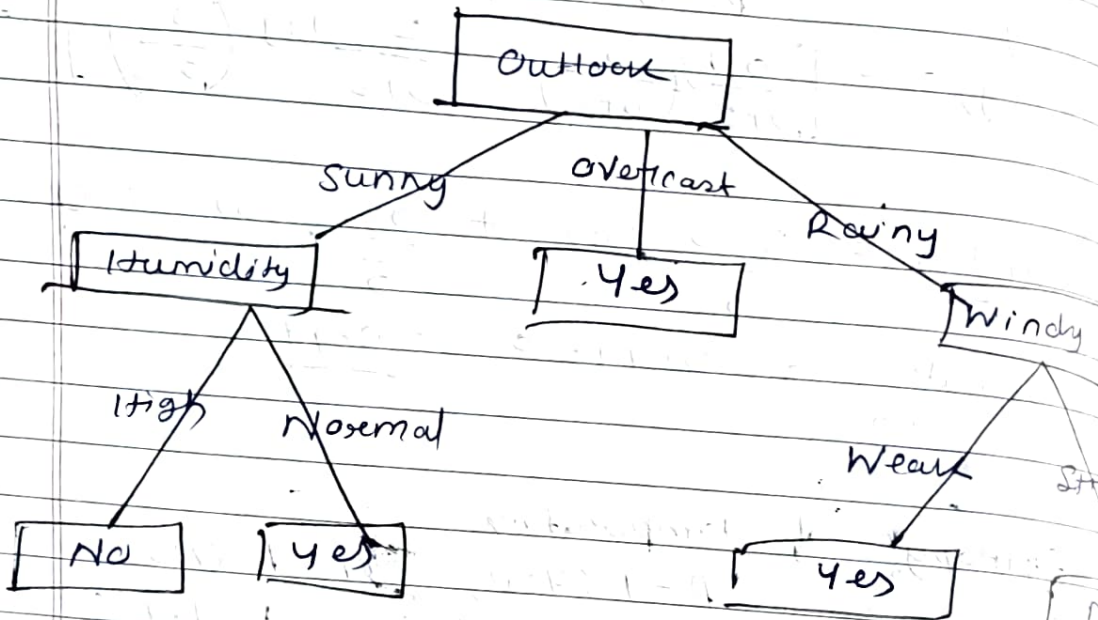 Outlook
Sunny
Overcast
Rainy
Humidity
Yes
Windy
High
Normal
Weak
No
Yes
Yes